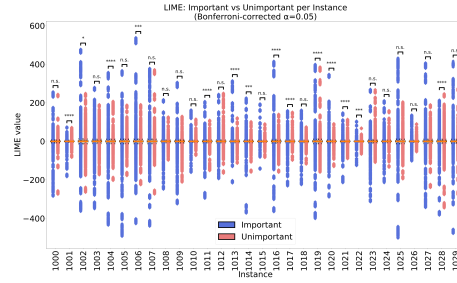 LIME: Important vs Unimportant per Instance
(Bonferroni-corrected α=0.05)
LIME value
600
400
200
0
−200
−400
n.s. **** * n.s. **** n.s. *** n.s. n.s. n.s. n.s. **** n.s. **** *** n.s. **** **** n.s. **** **** **** *** n.s. n.s. n.s. n.s. n.s. **** n.s.
Important
Unimportant
1000 1001 1002 1003 1004 1005 1006 1007 1008 1009 1010 1011 1012 1013 1014 1015 1016 1017 1018 1019 1020 1021 1022 1023 1024 1025 1026 1027 1028 1029
Instance